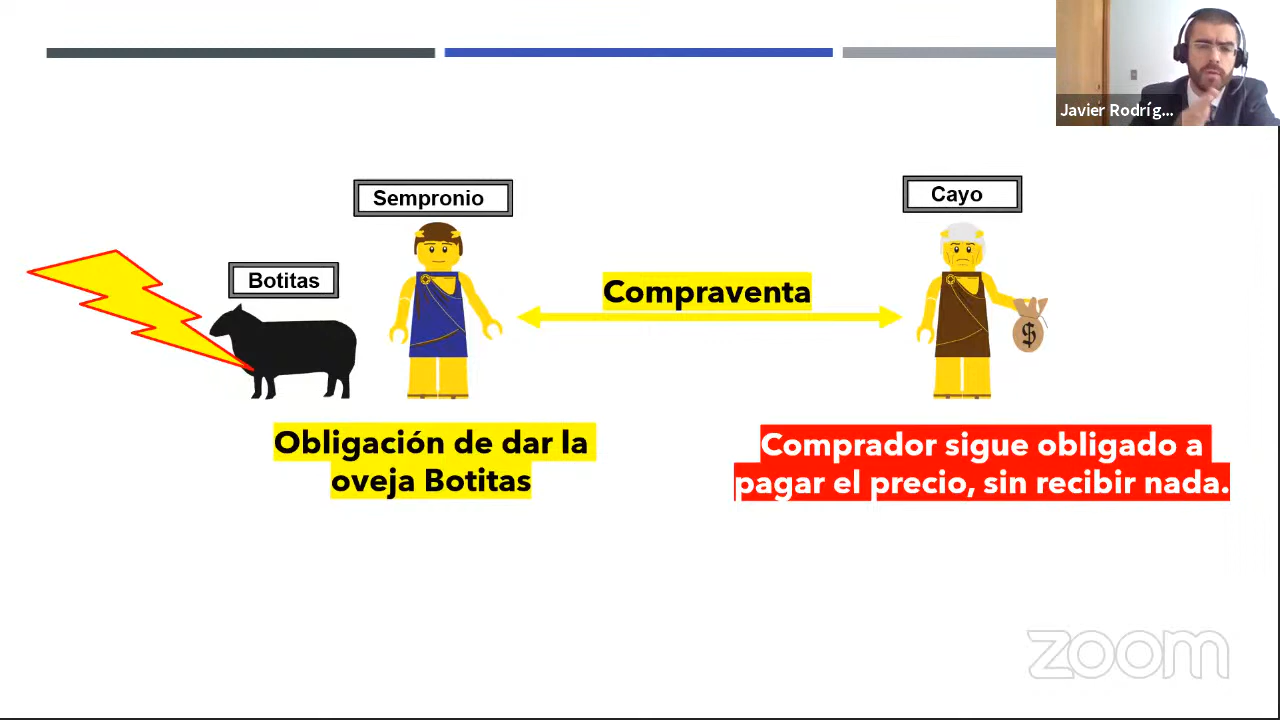 Javier Rodríg...
Sempronio
Cayo
Botitas
Compraventa
$
Obligación de dar la
oveja Botitas
Comprador sigue obligado a
pagar el precio, sin recibir nada.
zoom